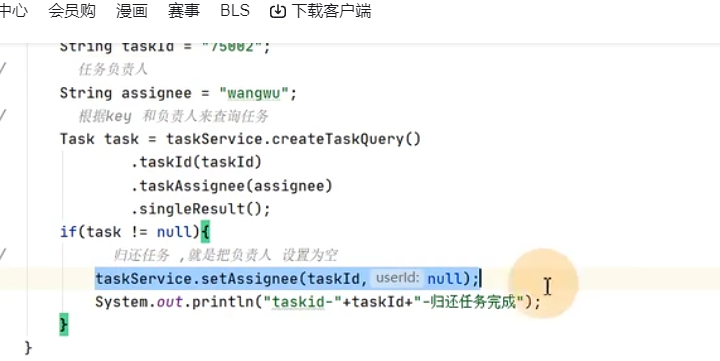 中心 会员购 漫画 赛事 BLS 下载客户端
String taskId = "75002";
/ 任务负责人
String assignee = "wangwu";
/ 根据key 和负责人来查询任务
Task task = taskService.createTaskQuery()
.taskId(taskId)
.taskAssignee(assignee)
.singleResult();
if(task != null){
/ 归还任务 ,就是把负责人 设置为空
taskService.setAssignee(taskId, userId: null);
System.out.println("taskid-"+taskId+"-归还任务完成");
}
}